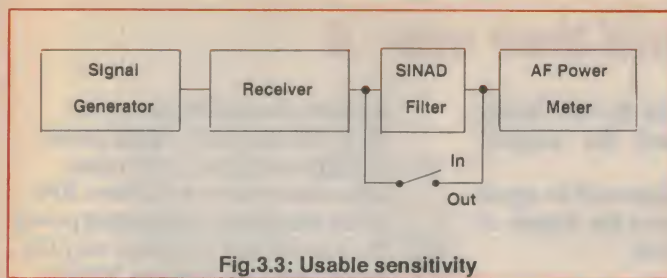 Signal
Generator
Receiver
SINAD
Filter
AF Power
Meter
In
Out
Fig.3.3: Usable sensitivity